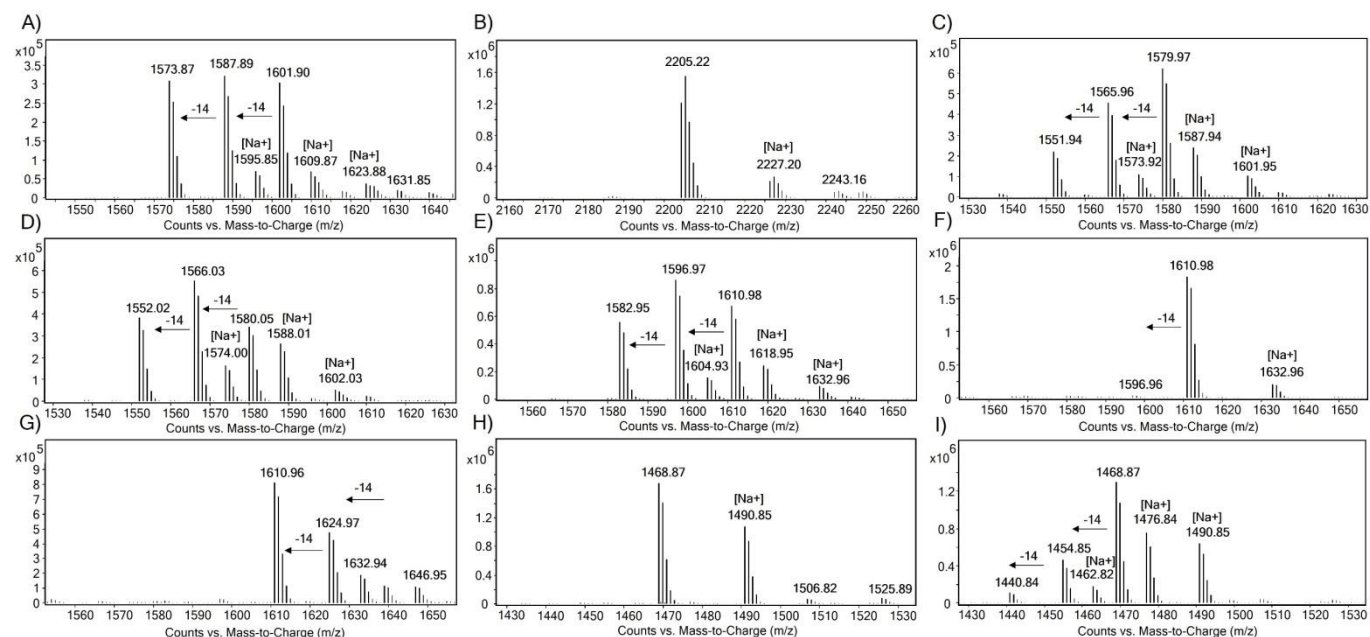 A)
x10 5
3.5
3
2.5
2
1.5
1
0.5
0
1573.87
1587.89
1601.90
-14
-14
[Na+]
1595.85
[Na+]
1609.87
[Na+]
1623.88
1631.85
1550 1560 1570 1580 1590 1600 1610 1620 1630 1640
Counts vs. Mass-to-Charge (m/z)
B)
x10 6
1.6
1.2
0.8
0.4
0
2205.22
[Na+]
2227.20
2243.16
2160 2170 2180 2190 2200 2210 2220 2230 2240 2250 2260
Counts vs. Mass-to-Charge (m/z)
C)
x10 5
6
5
4
3
2
1
0
1579.97
1565.96
-14
-14
1551.94
[Na+]
1573.92
[Na+]
1587.94
[Na+]
1601.95
1530 1540 1550 1560 1570 1580 1590 1600 1610 1620 1630
Counts vs. Mass-to-Charge (m/z)
D)
x10 5
6
5
4
3
2
1
0
1566.03
1552.02
-14
-14
1580.05
[Na+]
1588.01
[Na+]
1574.00
[Na+]
1602.03
1530 1540 1550 1560 1570 1580 1590 1600 1610 1620 1630
Counts vs. Mass-to-Charge (m/z)
E)
x10 6
0.8
0.6
0.4
0.2
0
1596.97
1582.95
1610.98
-14
-14
[Na+]
1604.93
[Na+]
1618.95
[Na+]
1632.96
1560 1570 1580 1590 1600 1610 1620 1630 1640 1650
Counts vs. Mass-to-Charge (m/z)
F)
x10 6
2
1.5
1
0.5
0
1610.98
-14
1596.96
[Na+]
1632.96
1560 1570 1580 1590 1600 1610 1620 1630 1640 1650
Counts vs. Mass-to-Charge (m/z)
G)
x10 5
9
8
7
6
5
4
3
2
1
0
1610.96
-14
1624.97
-14
1632.94
1646.95
1560 1570 1580 1590 1600 1610 1620 1630 1640 1650
Counts vs. Mass-to-Charge (m/z)
H)
x10 6
1.6
1.2
0.8
0.4
0
1468.87
[Na+]
1490.85
1506.82
1525.89
1430 1440 1450 1460 1470 1480 1490 1500 1510 1520 1530
Counts vs. Mass-to-Charge (m/z)
I)
x10 6
1.2
0.8
0.4
0
1468.87
-14
-14
1454.85
1440.84
[Na+]
1462.82
[Na+]
1476.84
[Na+]
1490.85
1430 1440 1450 1460 1470 1480 1490 1500 1510 1520 1530
Counts vs. Mass-to-Charge (m/z)